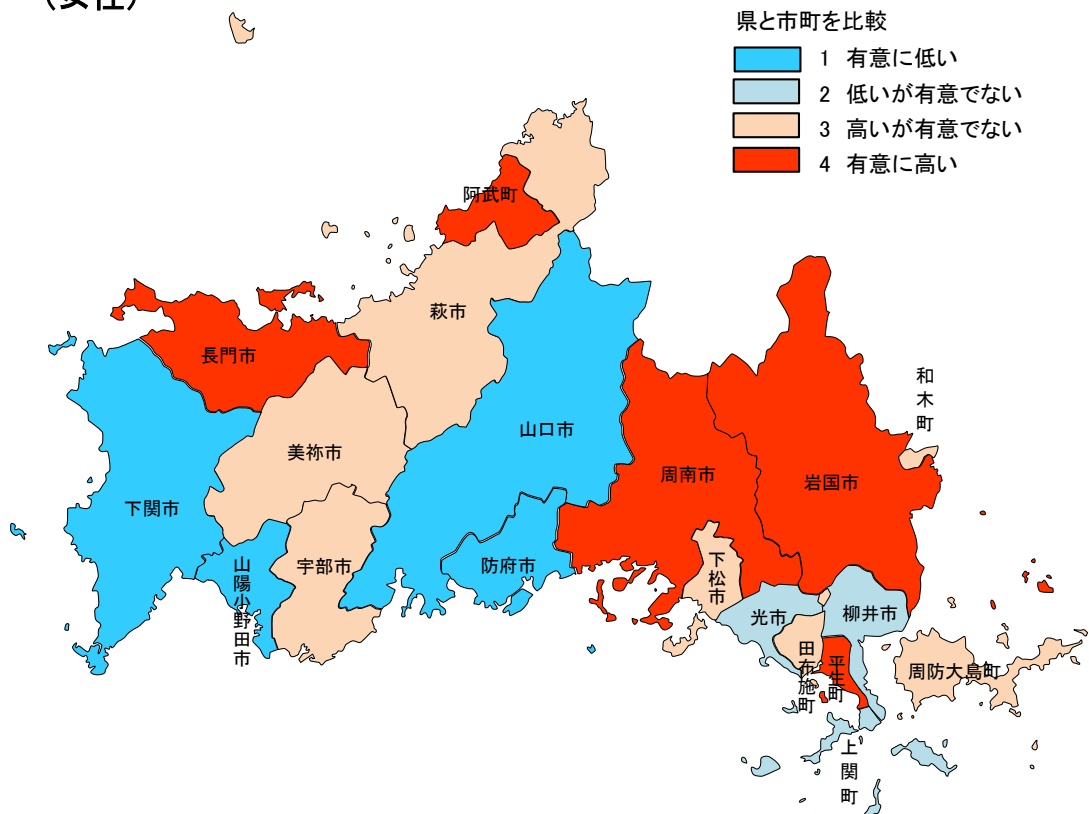 （女性）
県と市町を比較
1 有意に低い
2 低いが有意でない
3 高いが有意でない
4 有意に高い
阿武町
萩市
長門市
和木町
山口市
美祢市
周南市
岩国市
下関市
防府市
宇部市
山陽小野田市
下松市
光市
柳井市
田布施町
平生町
周防大島町
上関町